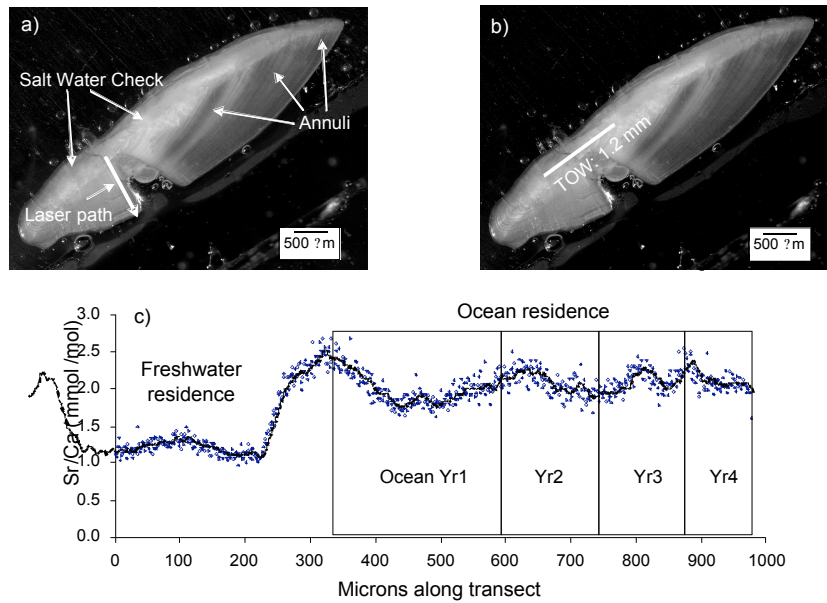 a)
Salt Water Check
Annuli
Laser path
500 ?m
b)
TOW: 1.2 mm
500 ?m
c)
Ocean residence
Freshwater
residence
Sr/Ca (mmol /mol)
3.0
2.5
2.0
1.5
1.0
0.5
0.0
Ocean Yr1
Yr2
Yr3
Yr4
0
100
200
300
400
500
600
700
800
900
1000
Microns along transect